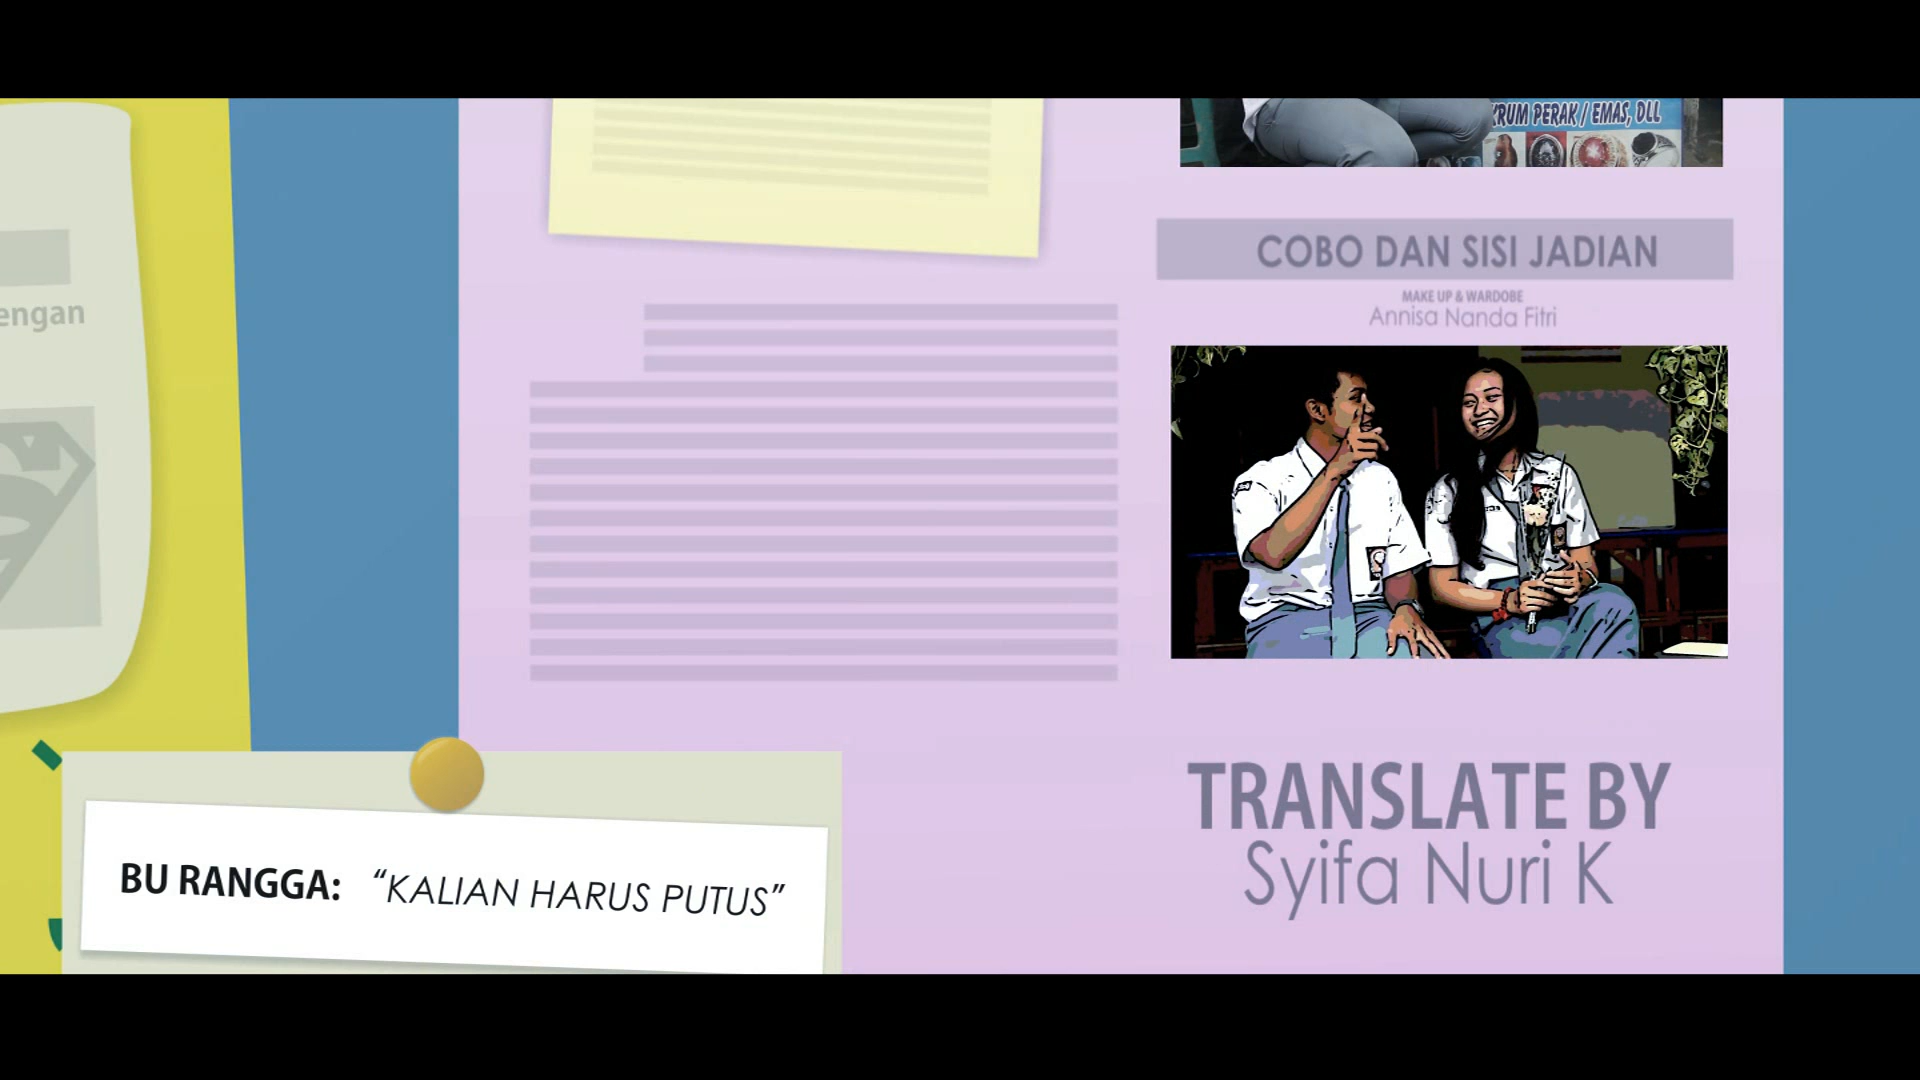 KRUM PERAK / EMAS, DLL
COBO DAN SISI JADIAN
MAKE UP & WARDOBE
Annisa Nanda Fitri
engan
TRANSLATE BY
Syifa Nuri K
BU RANGGA: “KALIAN HARUS PUTUS”